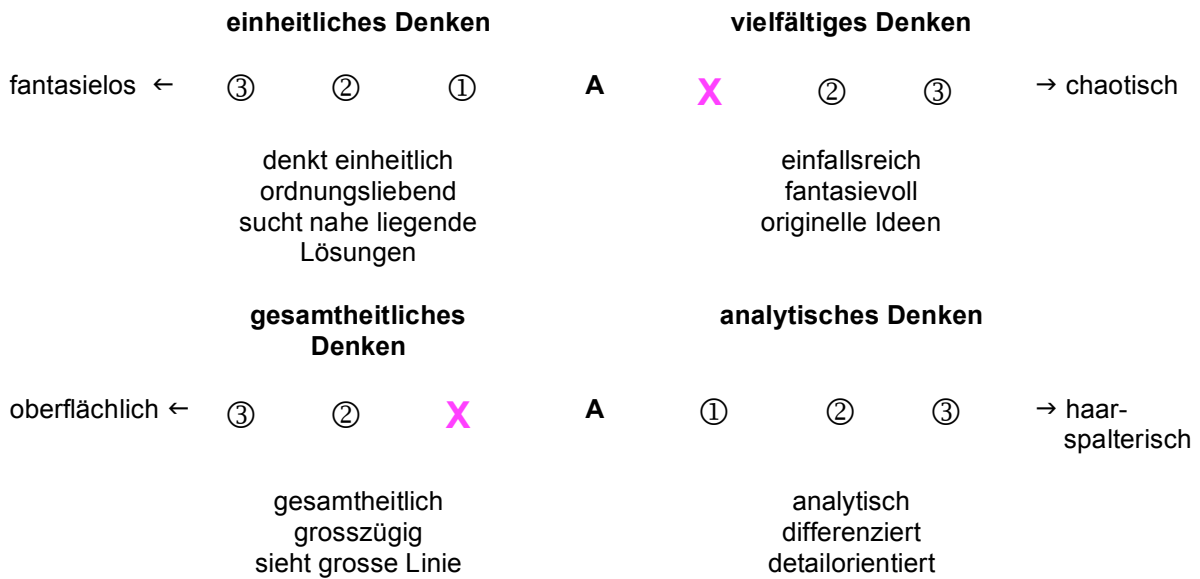 einheitliches Denken vielfältiges Denken
fantasielos ← ③ ② ① A X ② ③ → chaotisch
denkt einheitlich einfallsreich
ordnungsliebend fantasievoll
sucht nahe liegende originelle Ideen
Lösungen
gesamtheitliches analytisches Denken
Denken
oberflächlich ← ③ ② X A ① ② ③ → haar-
spalterisch
gesamtheitlich analytisch
grosszügig differenziert
sieht grosse Linie detailorientiert